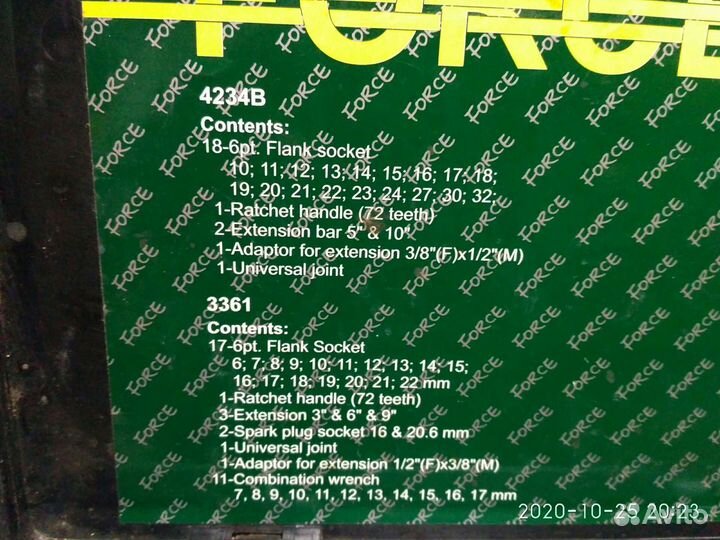 FORCE
4234B
Contents:
18-6pt. Flank socket
10; 11; 12; 13; 14; 15; 16; 17; 18;
19; 20; 21; 22; 23; 24; 27; 30; 32;
1-Ratchet handle (72 teeth)
2-Extension bar 5" & 10"
1-Adaptor for extension 3/8"(F)x1/2"(M)
1-Universal joint
3361
Contents:
17-6pt. Flank Socket
6; 7; 8; 9; 10; 11; 12; 13; 14; 15;
16; 17; 18; 19; 20; 21; 22 mm
1-Ratchet handle (72 teeth)
3-Extension 3" & 6" & 9"
2-Spark plug socket 16 & 20.6 mm
1-Universal joint
1-Adaptor for extension 1/2"(F)x3/8"(M)
11-Combination wrench
7, 8, 9, 10, 11, 12, 13, 14, 15, 16, 17 mm
2020-10-25 20:23
Avito